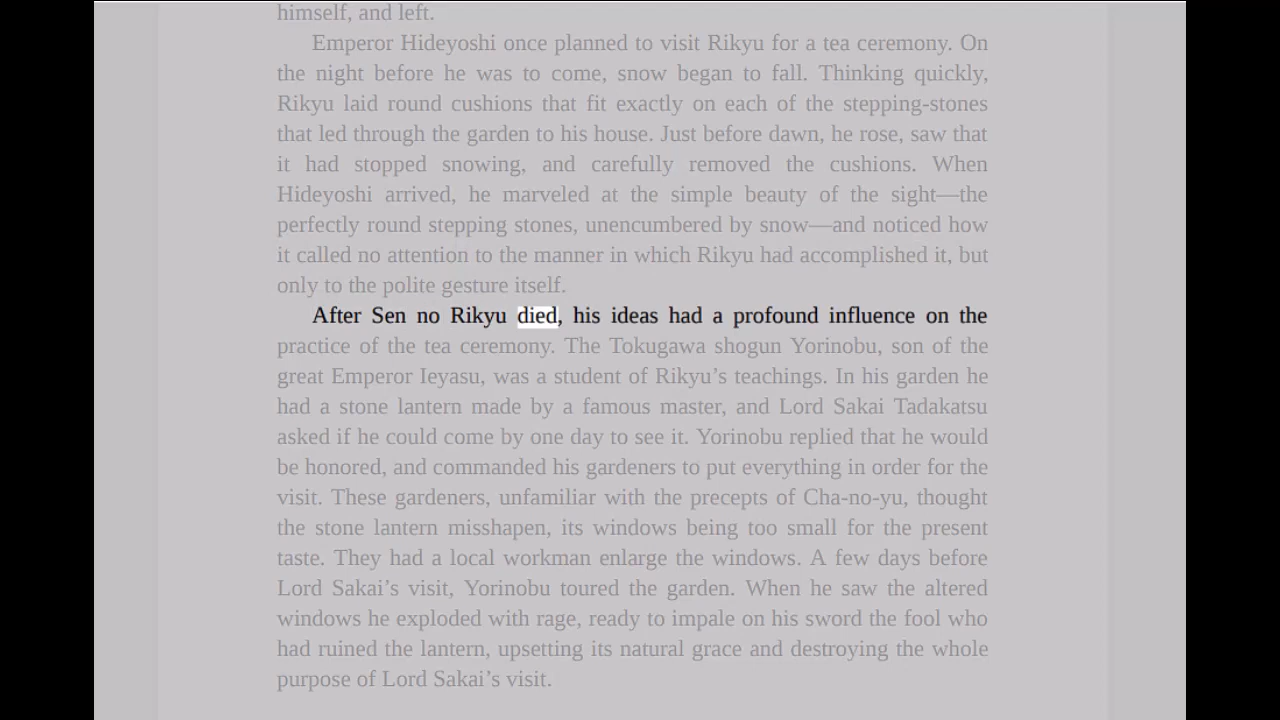 himself, and left.
Emperor Hideyoshi once planned to visit Rikyu for a tea ceremony. On
the night before he was to come, snow began to fall. Thinking quickly,
Rikyu laid round cushions that fit exactly on each of the stepping-stones
that led through the garden to his house. Just before dawn, he rose, saw that
it had stopped snowing, and carefully removed the cushions. When
Hideyoshi arrived, he marveled at the simple beauty of the sight—the
perfectly round stepping stones, unencumbered by snow—and noticed how
it called no attention to the manner in which Rikyu had accomplished it, but
only to the polite gesture itself.
After Sen no Rikyu died, his ideas had a profound influence on the
practice of the tea ceremony. The Tokugawa shogun Yorinobu, son of the
great Emperor Ieyasu, was a student of Rikyu’s teachings. In his garden he
had a stone lantern made by a famous master, and Lord Sakai Tadakatsu
asked if he could come by one day to see it. Yorinobu replied that he would
be honored, and commanded his gardeners to put everything in order for the
visit. These gardeners, unfamiliar with the precepts of Cha-no-yu, thought
the stone lantern misshapen, its windows being too small for the present
taste. They had a local workman enlarge the windows. A few days before
Lord Sakai’s visit, Yorinobu toured the garden. When he saw the altered
windows he exploded with rage, ready to impale on his sword the fool who
had ruined the lantern, upsetting its natural grace and destroying the whole
purpose of Lord Sakai’s visit.